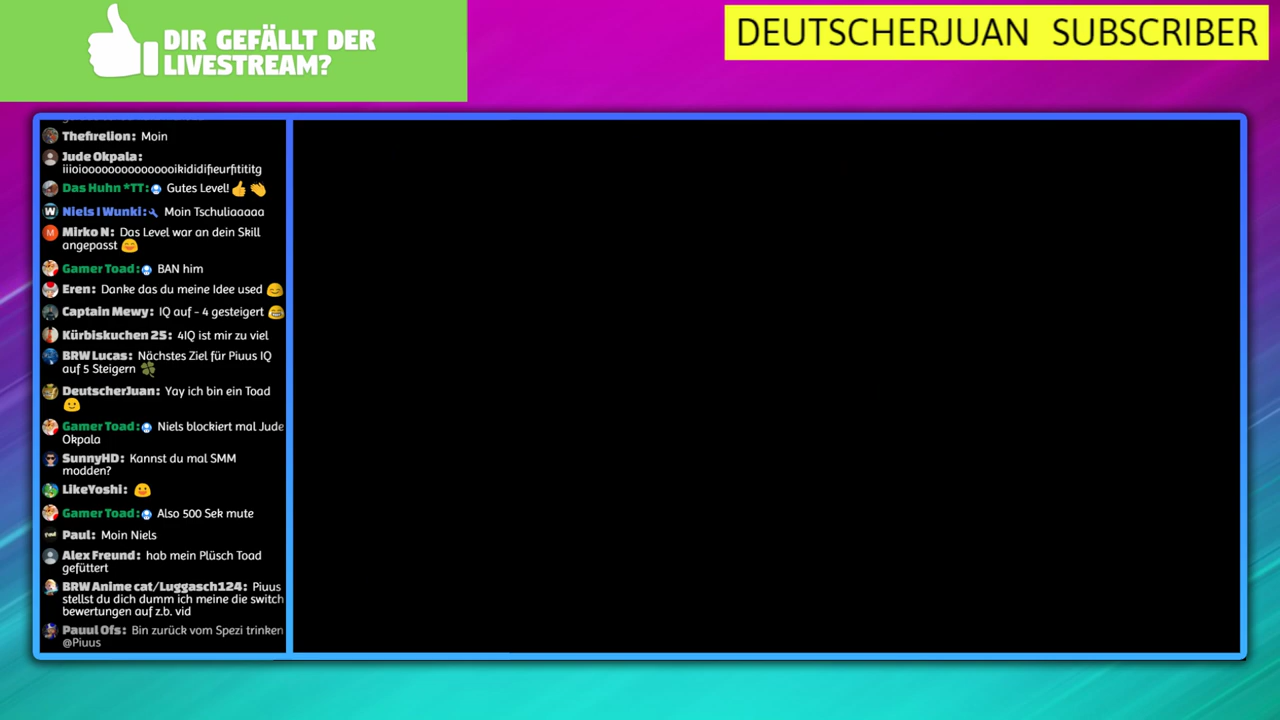 DIR GEFÄLLT DER
LIVESTREAM?
DEUTSCHERJUAN SUBSCRIBER
Thefirelion: Moin
Jude Okpala:
iiioiooooooooooooooikididifieurfitititg
Das Huhn *TT: Gutes Level!👍 👏
Niels | Wunki: Moin Tschuliaaaaa
M Mirko N: Das Level war an dein Skill
angepasst 😊
Gamer Toad: BAN him
Eren: Danke das du meine Idee used 😊
Captain Mewy: IQ auf - 4 gesteigert 😂
Kürbiskuchen 25: 4IQ ist mir zu viel
BRW Lucas: Nächstes Ziel für Piuus IQ
auf 5 Steigern 🍀
DeutscherJuan: Yay ich bin ein Toad
🙂
Gamer Toad: Niels blockiert mal Jude
Okpala
SunnyHD: Kannst du mal SMM
modden?
LikeYoshi: 😛
Gamer Toad: Also 500 Sek mute
Paul: Moin Niels
Alex Freund: hab mein Plüsch Toad
gefüttert
BRW Anime cat/Luggasch124: Piuus
stellst du dich dumm ich meine die switch
bewertungen auf z.b. vid
Pauul Ofs: Bin zurück vom Spezi trinken
@Piuus